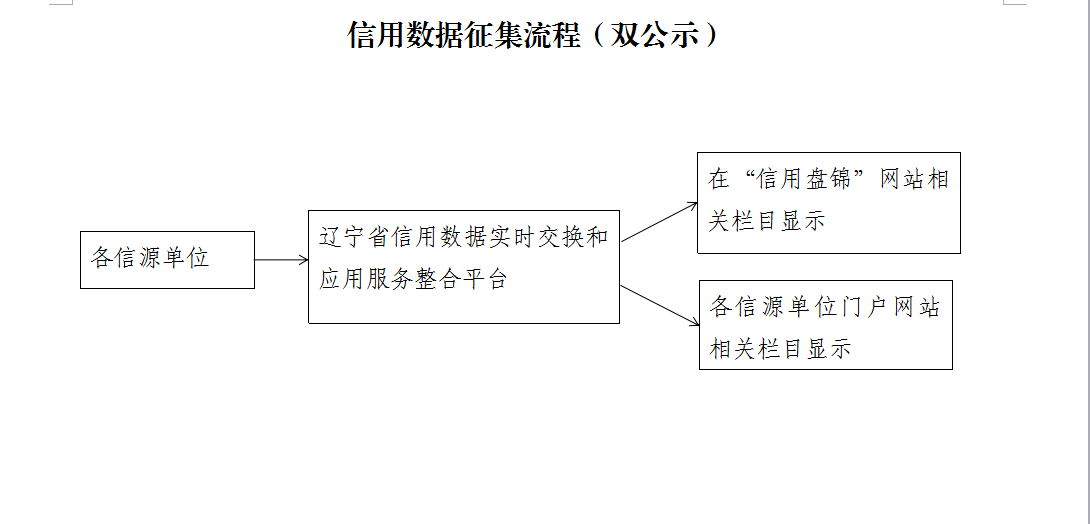 信用数据征集流程（双公示）
各信源单位
辽宁省信用数据实时交换和
应用服务整合平台
在“信用盘锦”网站相
关栏目显示
各信源单位门户网站
相关栏目显示